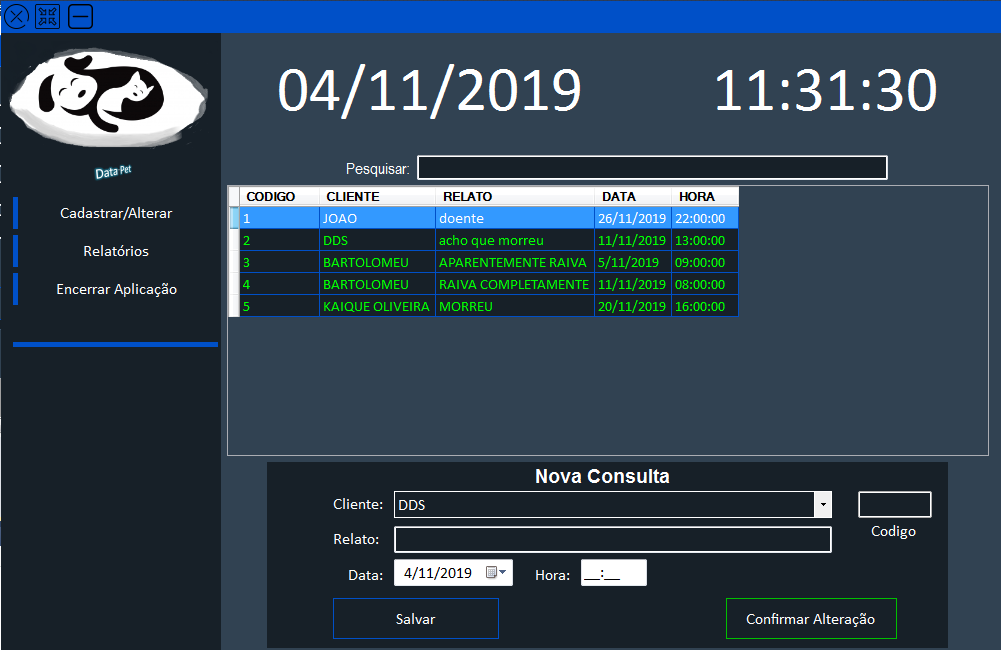 04/11/2019 11:31:30
Data Pet
Cadastrar/Alterar
Relatórios
Encerrar Aplicação
Pesquisar:
CODIGO CLIENTE RELATO DATA HORA
1 JOAO doente 26/11/2019 22:00:00
2 DDS acho que morreu 11/11/2019 13:00:00
3 BARTOLOMEU APARENTEMENTE RAIVA 5/11/2019 09:00:00
4 BARTOLOMEU RAIVA COMPLETAMENTE 11/11/2019 08:00:00
5 KAIQUE OLIVEIRA MORREU 20/11/2019 16:00:00
Nova Consulta
Cliente: DDS
Codigo
Relato:
Data: 4/11/2019 Hora: __:__
Salvar Confirmar Alteração